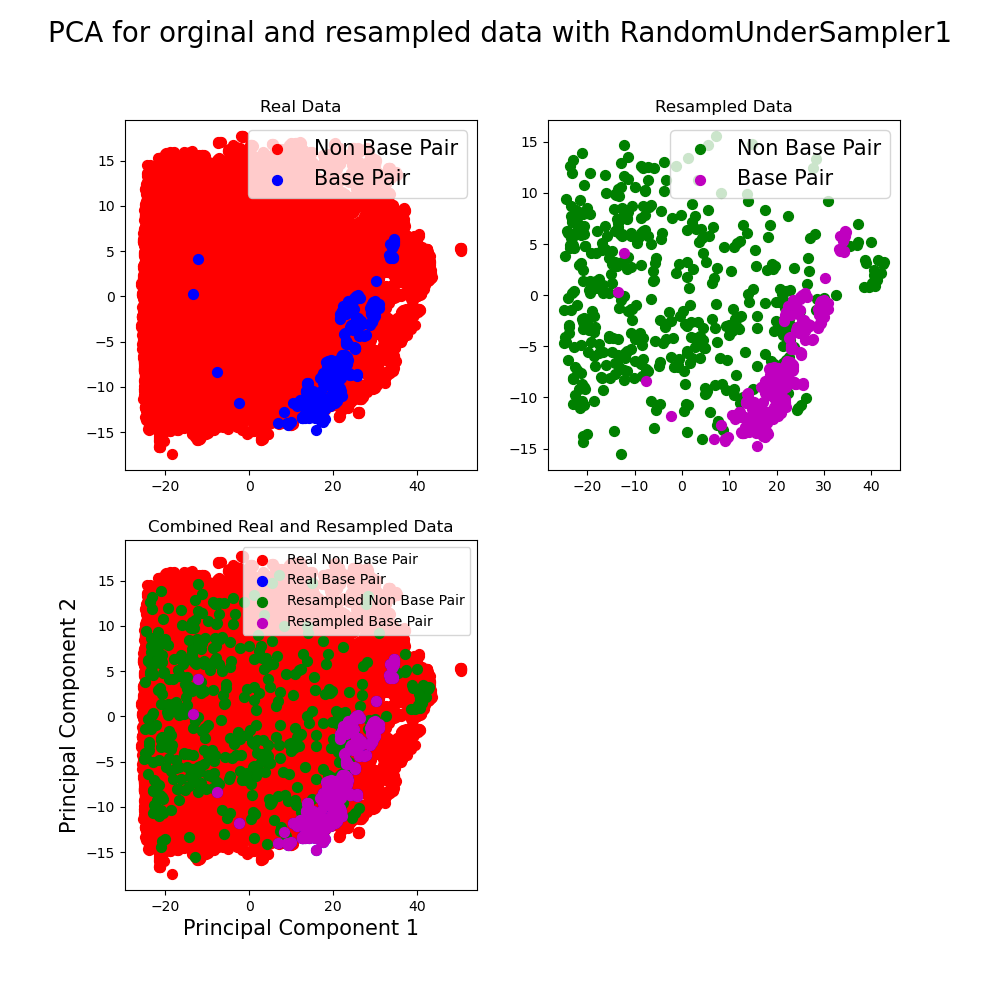 PCA for orginal and resampled data with RandomUnderSampler1
Real Data
Non Base Pair
Base Pair
15
10
5
0
−5
−10
−15
−20
0
20
40
Resampled Data
Non Base Pair
Base Pair
15
10
5
0
−5
−10
−15
−20
−10
0
10
20
30
40
Combined Real and Resampled Data
Real Non Base Pair
Real Base Pair
Resampled Non Base Pair
Resampled Base Pair
Principal Component 2
15
10
5
0
−5
−10
−15
−20
0
20
40
Principal Component 1